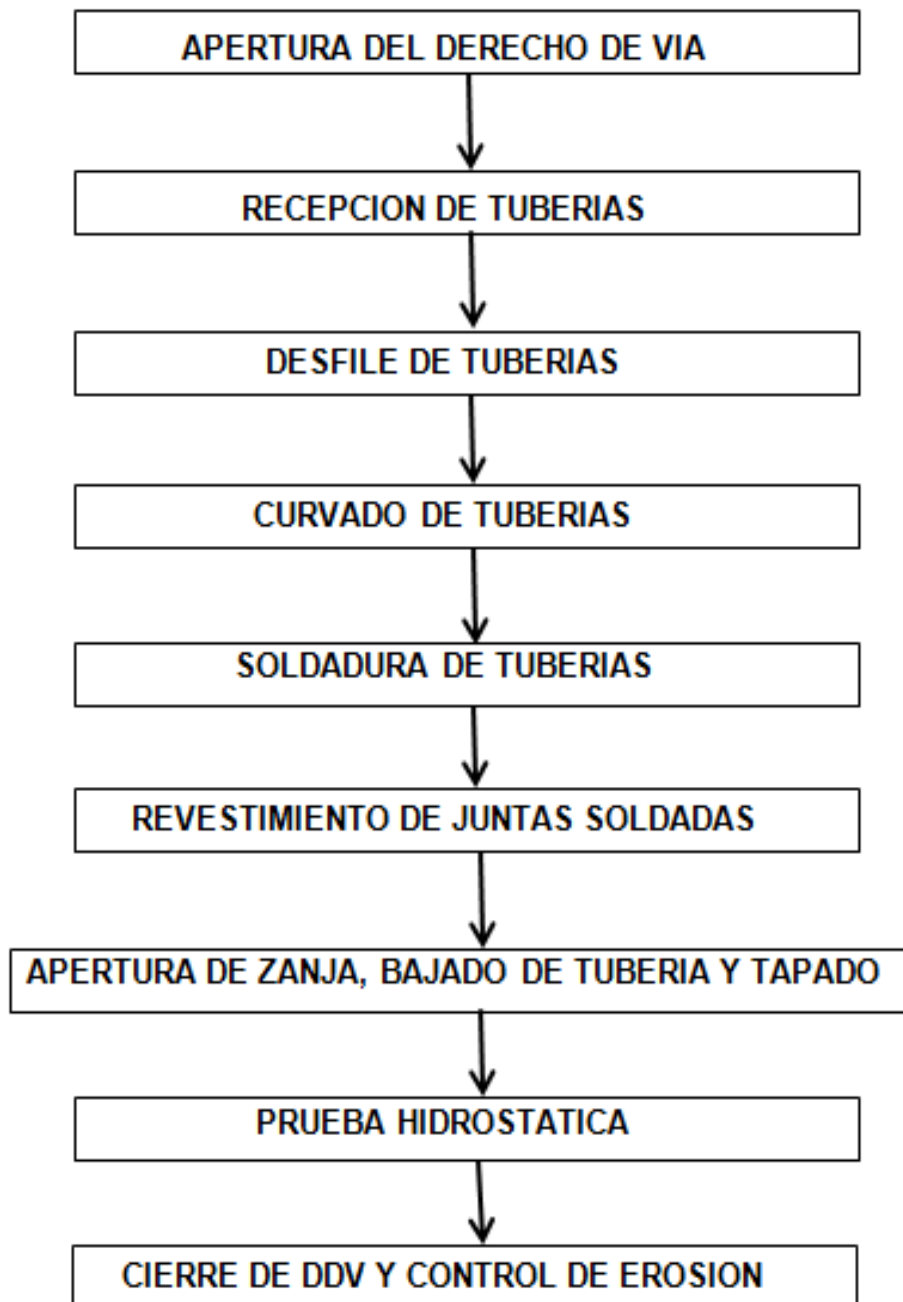 APERTURA DEL DERECHO DE VIA
RECEPCION DE TUBERIAS
DESFILE DE TUBERIAS
CURVADO DE TUBERIAS
SOLDADURA DE TUBERIAS
REVESTIMIENTO DE JUNTAS SOLDADAS
APERTURA DE ZANJA, BAJADO DE TUBERIA Y TAPADO
PRUEBA HIDROSTATICA
CIERRE DE DDV Y CONTROL DE EROSION